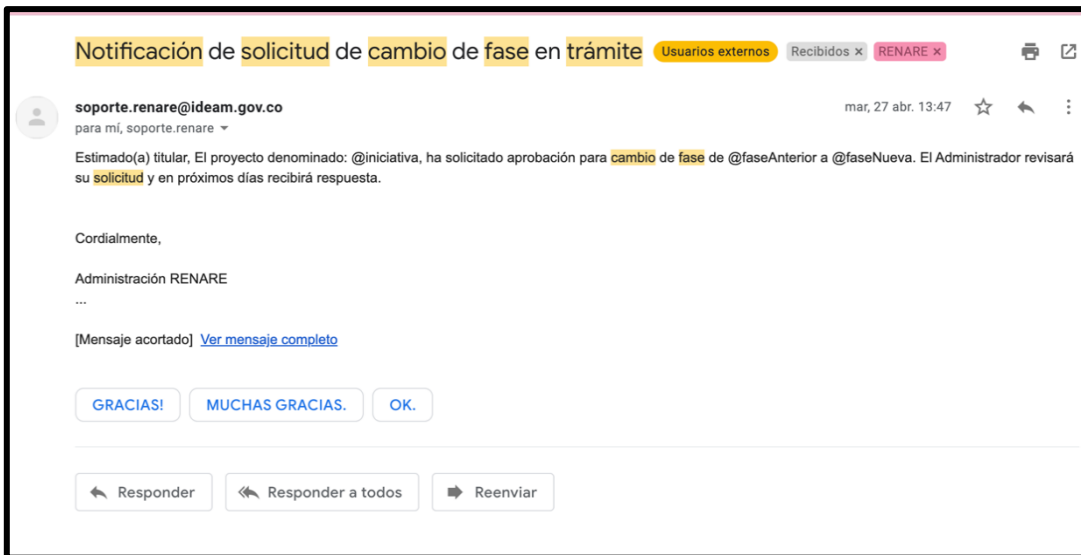 Notificación de solicitud de cambio de fase en trámite Usuarios externos Recibidos × RENARE ×
soporte.renare@ideam.gov.co mar, 27 abr. 13:47
para mí, soporte.renare
Estimado(a) titular, El proyecto denominado: @iniciativa, ha solicitado aprobación para cambio de fase de @faseAnterior a @faseNueva. El Administrador revisará
su solicitud y en próximos días recibirá respuesta.
Cordialmente,
Administración RENARE
...
[Mensaje acortado] Ver mensaje completo
GRACIAS! MUCHAS GRACIAS. OK.
Responder Responder a todos Reenviar